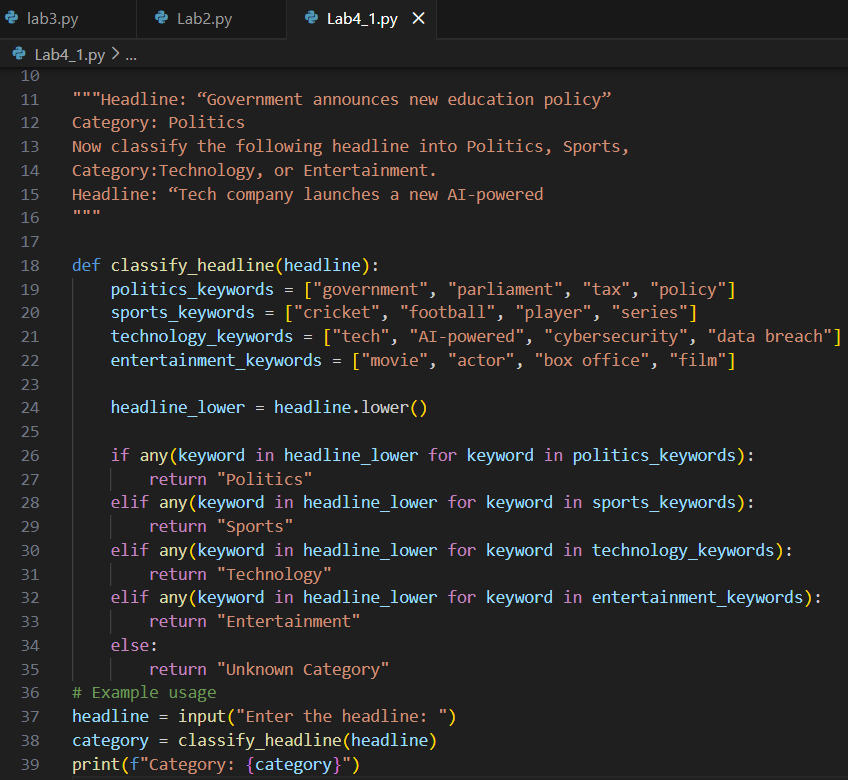 lab3.py Lab2.py Lab4_1.py ×
Lab4_1.py > ...
10
11 """Headline: “Government announces new education policy”
12 Category: Politics
13 Now classify the following headline into Politics, Sports,
14 Category:Technology, or Entertainment.
15 Headline: “Tech company launches a new AI-powered
16 """
17
18 def classify_headline(headline):
19     politics_keywords = ["government", "parliament", "tax", "policy"]
20     sports_keywords = ["cricket", "football", "player", "series"]
21     technology_keywords = ["tech", "AI-powered", "cybersecurity", "data breach"]
22     entertainment_keywords = ["movie", "actor", "box office", "film"]
23
24     headline_lower = headline.lower()
25
26     if any(keyword in headline_lower for keyword in politics_keywords):
27         return "Politics"
28     elif any(keyword in headline_lower for keyword in sports_keywords):
29         return "Sports"
30     elif any(keyword in headline_lower for keyword in technology_keywords):
31         return "Technology"
32     elif any(keyword in headline_lower for keyword in entertainment_keywords):
33         return "Entertainment"
34     else:
35         return "Unknown Category"
36 # Example usage
37 headline = input("Enter the headline: ")
38 category = classify_headline(headline)
39 print(f"Category: {category}")